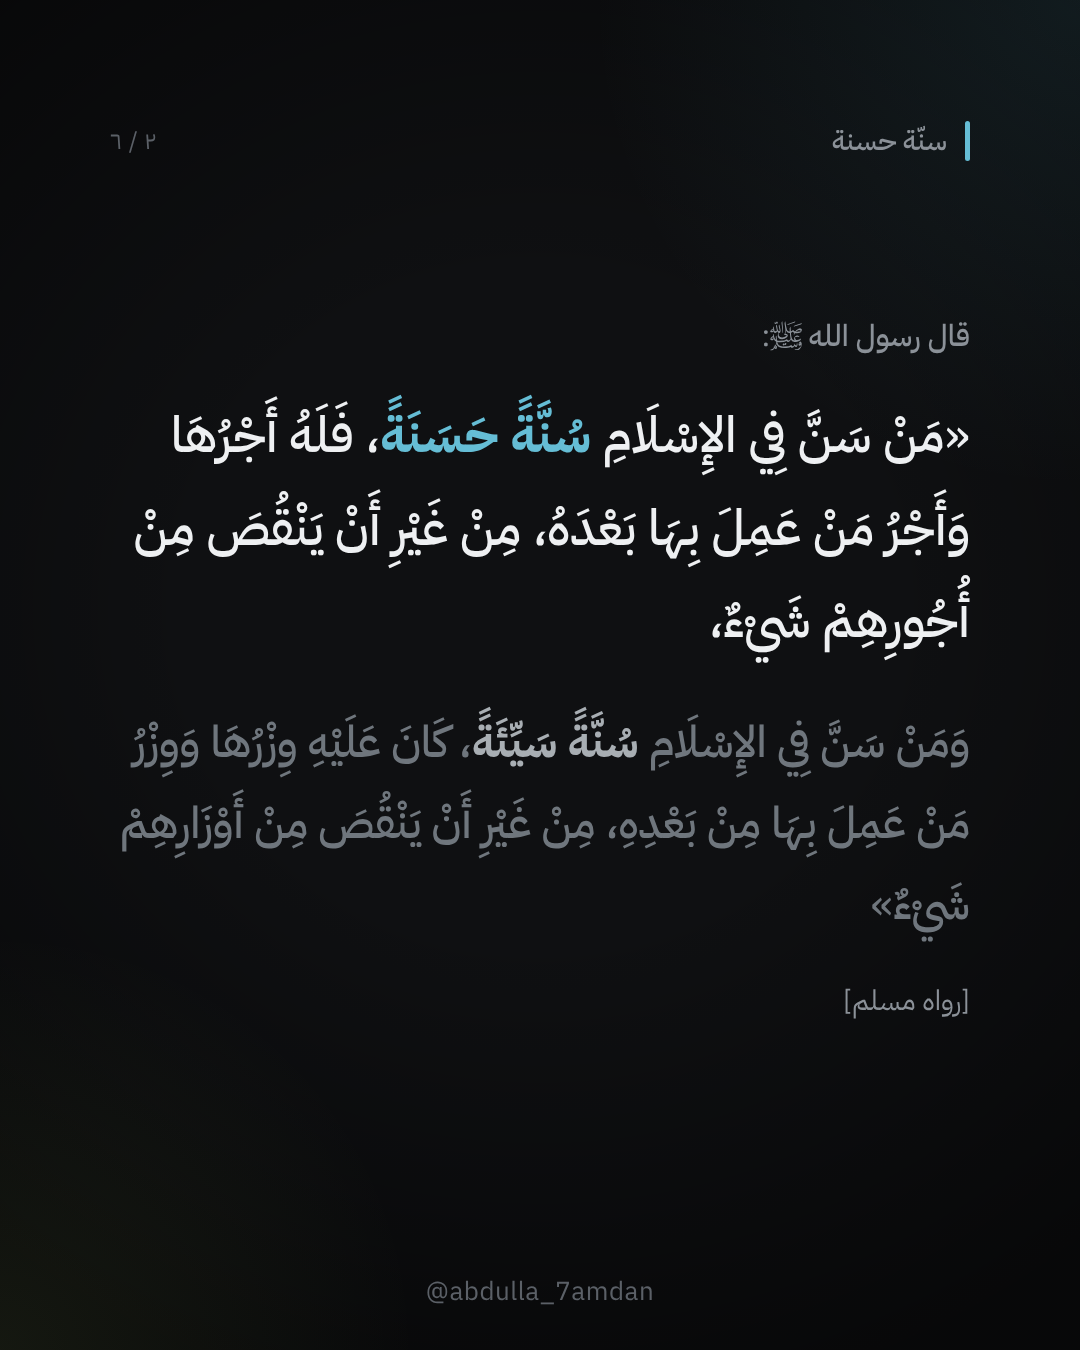 سنّة حسنة
٢ / ٦
قال رسول الله ﷺ:
«مَنْ سَنَّ فِي الإِسْلَامِ سُنَّةً حَسَنَةً، فَلَهُ أَجْرُهَا
وَأَجْرُ مَنْ عَمِلَ بِهَا بَعْدَهُ، مِنْ غَيْرِ أَنْ يَنْقُصَ مِنْ
أُجُورِهِمْ شَيْءٌ،
وَمَنْ سَنَّ فِي الإِسْلَامِ سُنَّةً سَيِّئَةً، كَانَ عَلَيْهِ وِزْرُهَا وَوِزْرُ
مَنْ عَمِلَ بِهَا مِنْ بَعْدِهِ، مِنْ غَيْرِ أَنْ يَنْقُصَ مِنْ أَوْزَارِهِمْ
شَيْءٌ»
[رواه مسلم]
@abdulla_7amdan